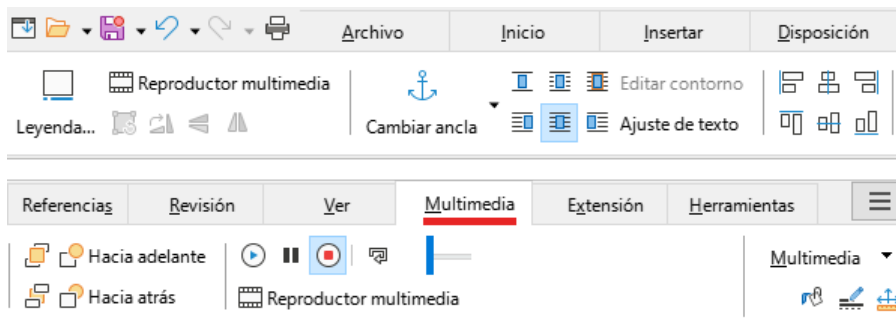 Archivo Inicio Insertar Disposición
Reproductor multimedia Editar contorno
Leyenda... Cambiar ancla Ajuste de texto
Referencias Revisión Ver Multimedia Extensión Herramientas
Hacia adelante Multimedia
Hacia atrás Reproductor multimedia